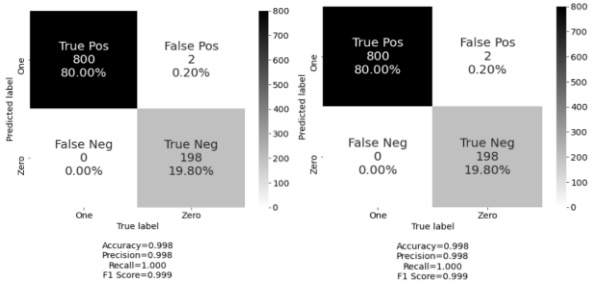 True Pos
800
80.00%
False Pos
2
0.20%
False Neg
0
0.00%
True Neg
198
19.80%
One
Zero
Predicted label
One
Zero
True label
800
700
600
500
400
300
200
100
0
Accuracy=0.998
Precision=0.998
Recall=1.000
F1 Score=0.999
True Pos
800
80.00%
False Pos
2
0.20%
False Neg
0
0.00%
True Neg
198
19.80%
One
Zero
Predicted label
One
Zero
True label
800
700
600
500
400
300
200
100
0
Accuracy=0.998
Precision=0.998
Recall=1.000
F1 Score=0.999